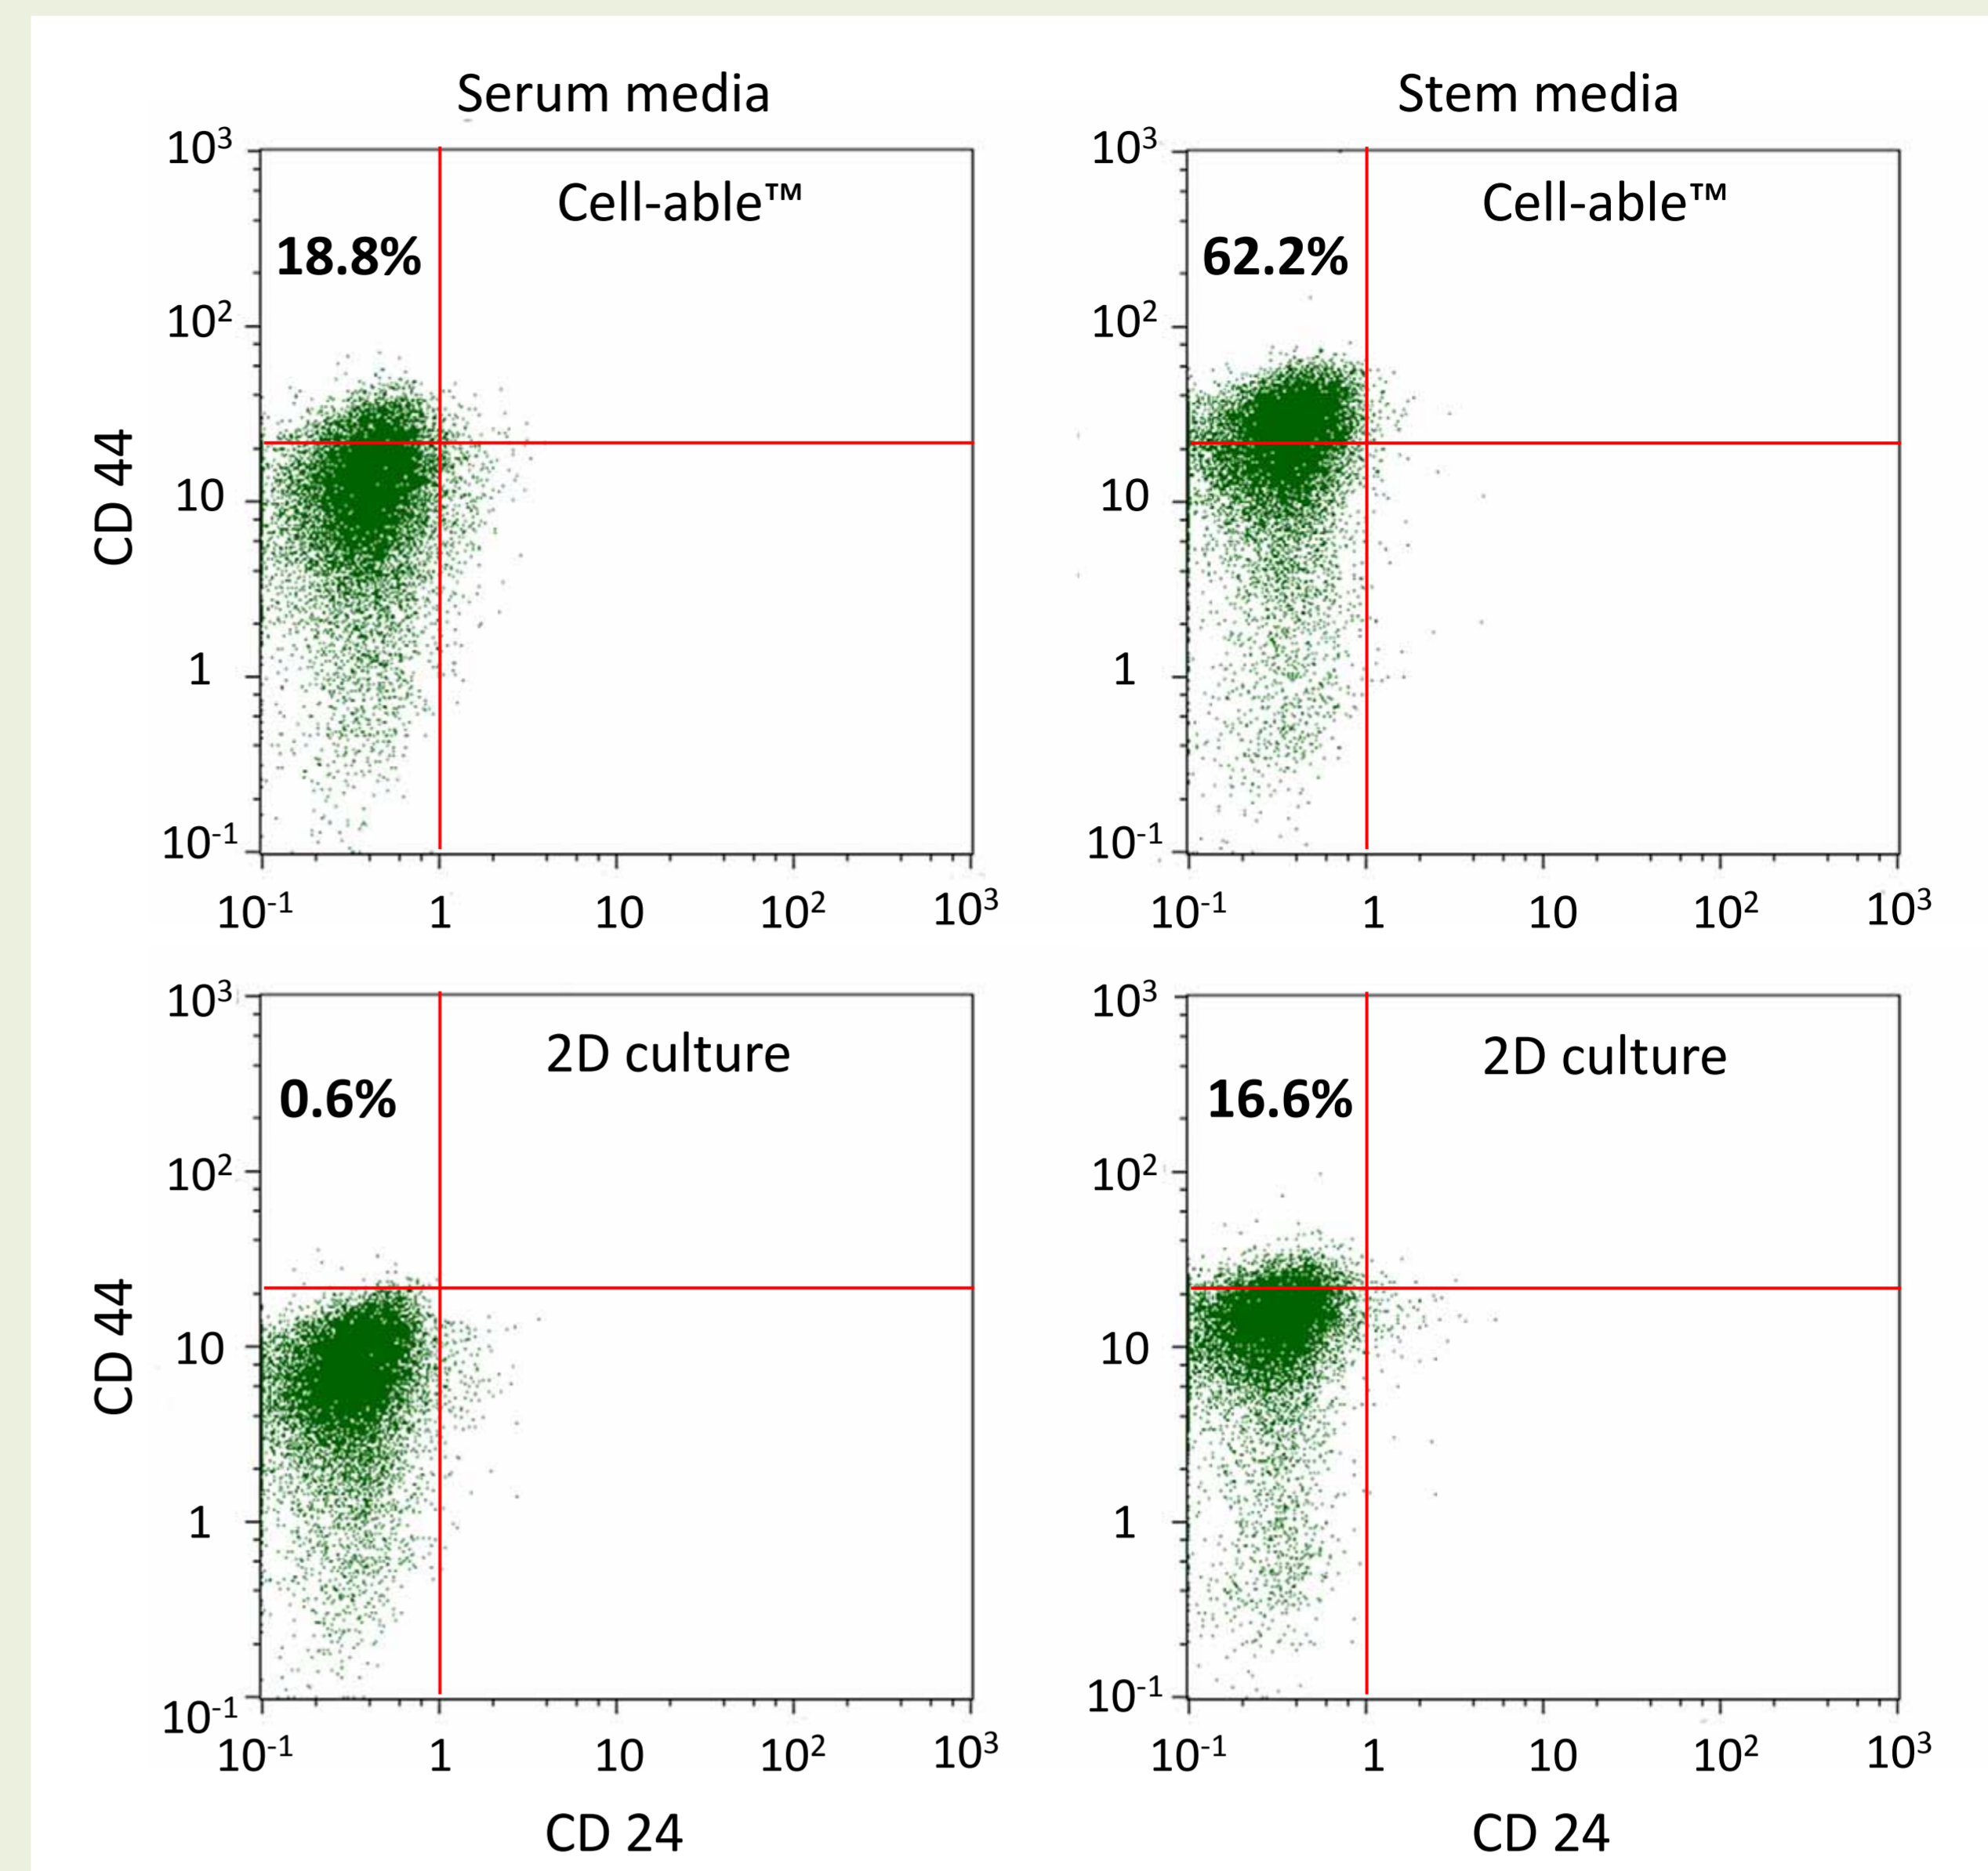 Serum media
Stem media
10³
Cell-able™
18.8%
10²
CD 44
10
1
10⁻¹
10⁻¹ 1 10 10² 10³
10³
Cell-able™
62.2%
10²
10
1
10⁻¹
10⁻¹ 1 10 10² 10³
10³
2D culture
0.6%
10²
CD 44
10
1
10⁻¹
10⁻¹ 1 10 10² 10³
CD 24
10³
2D culture
16.6%
10²
10
1
10⁻¹
10⁻¹ 1 10 10² 10³
CD 24